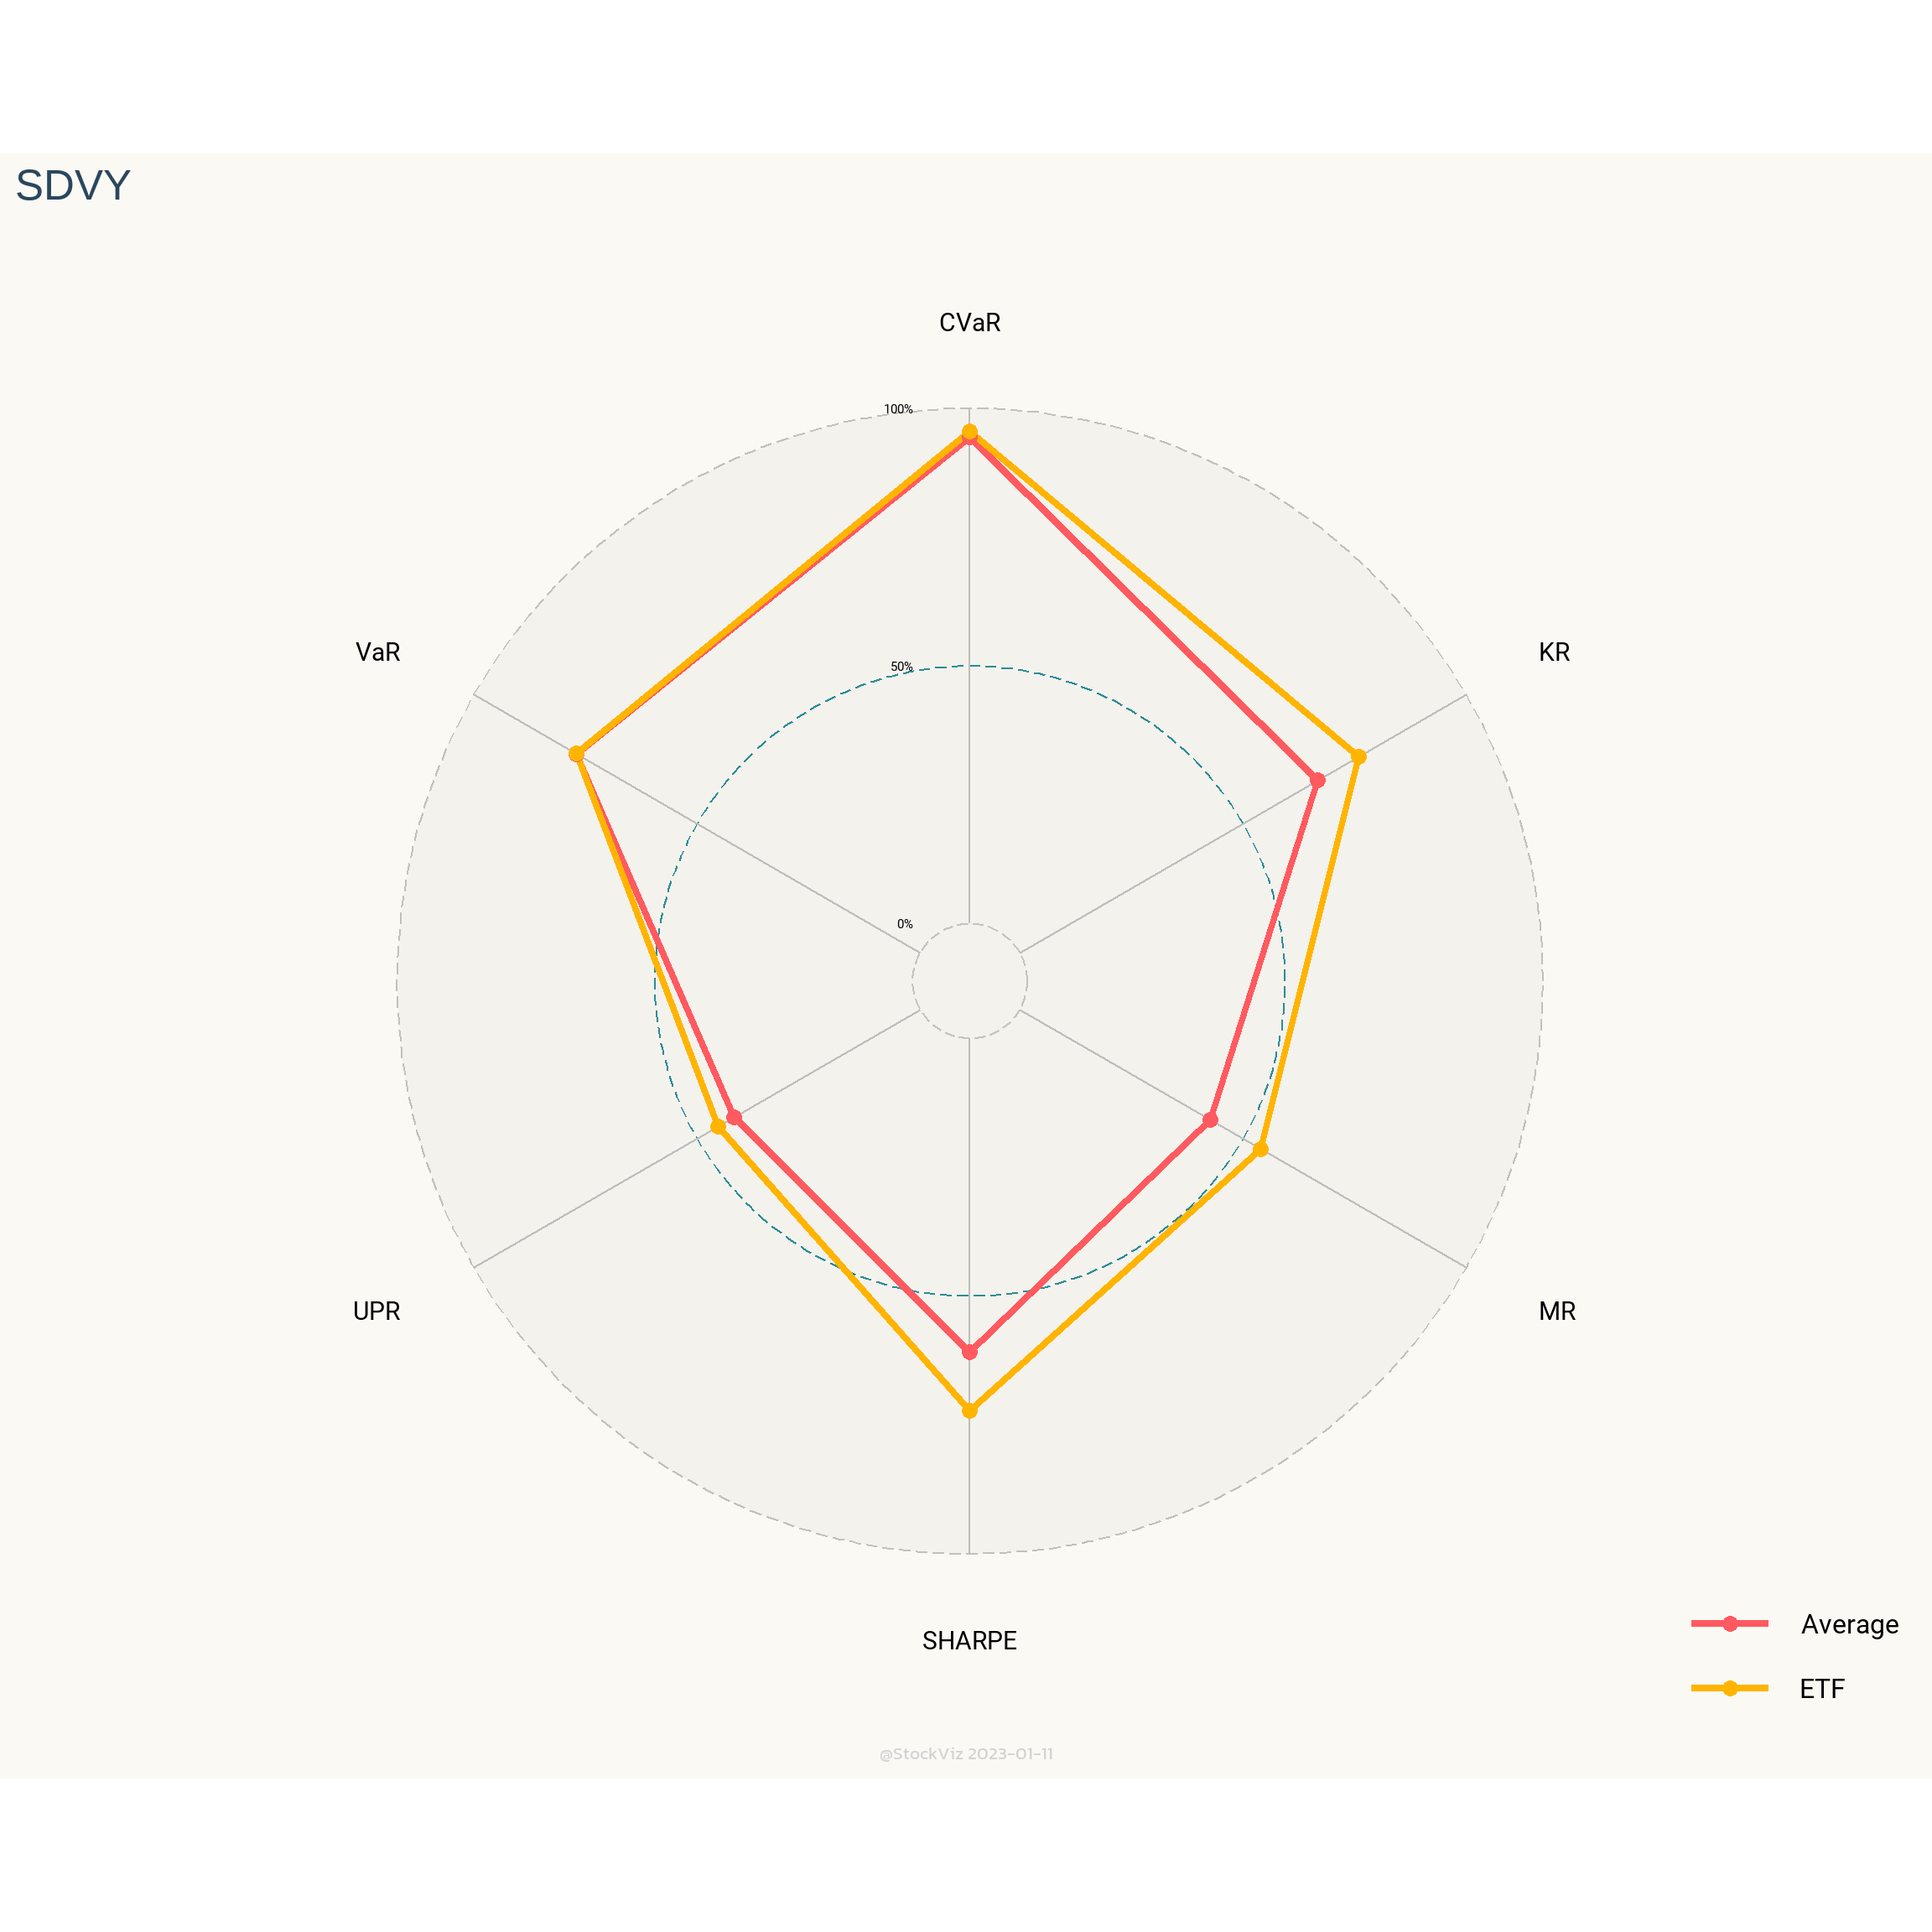 SDVY
CVaR
100%
VaR
KR
50%
0%
UPR
MR
SHARPE
Average
ETF
@StockViz 2023-01-11